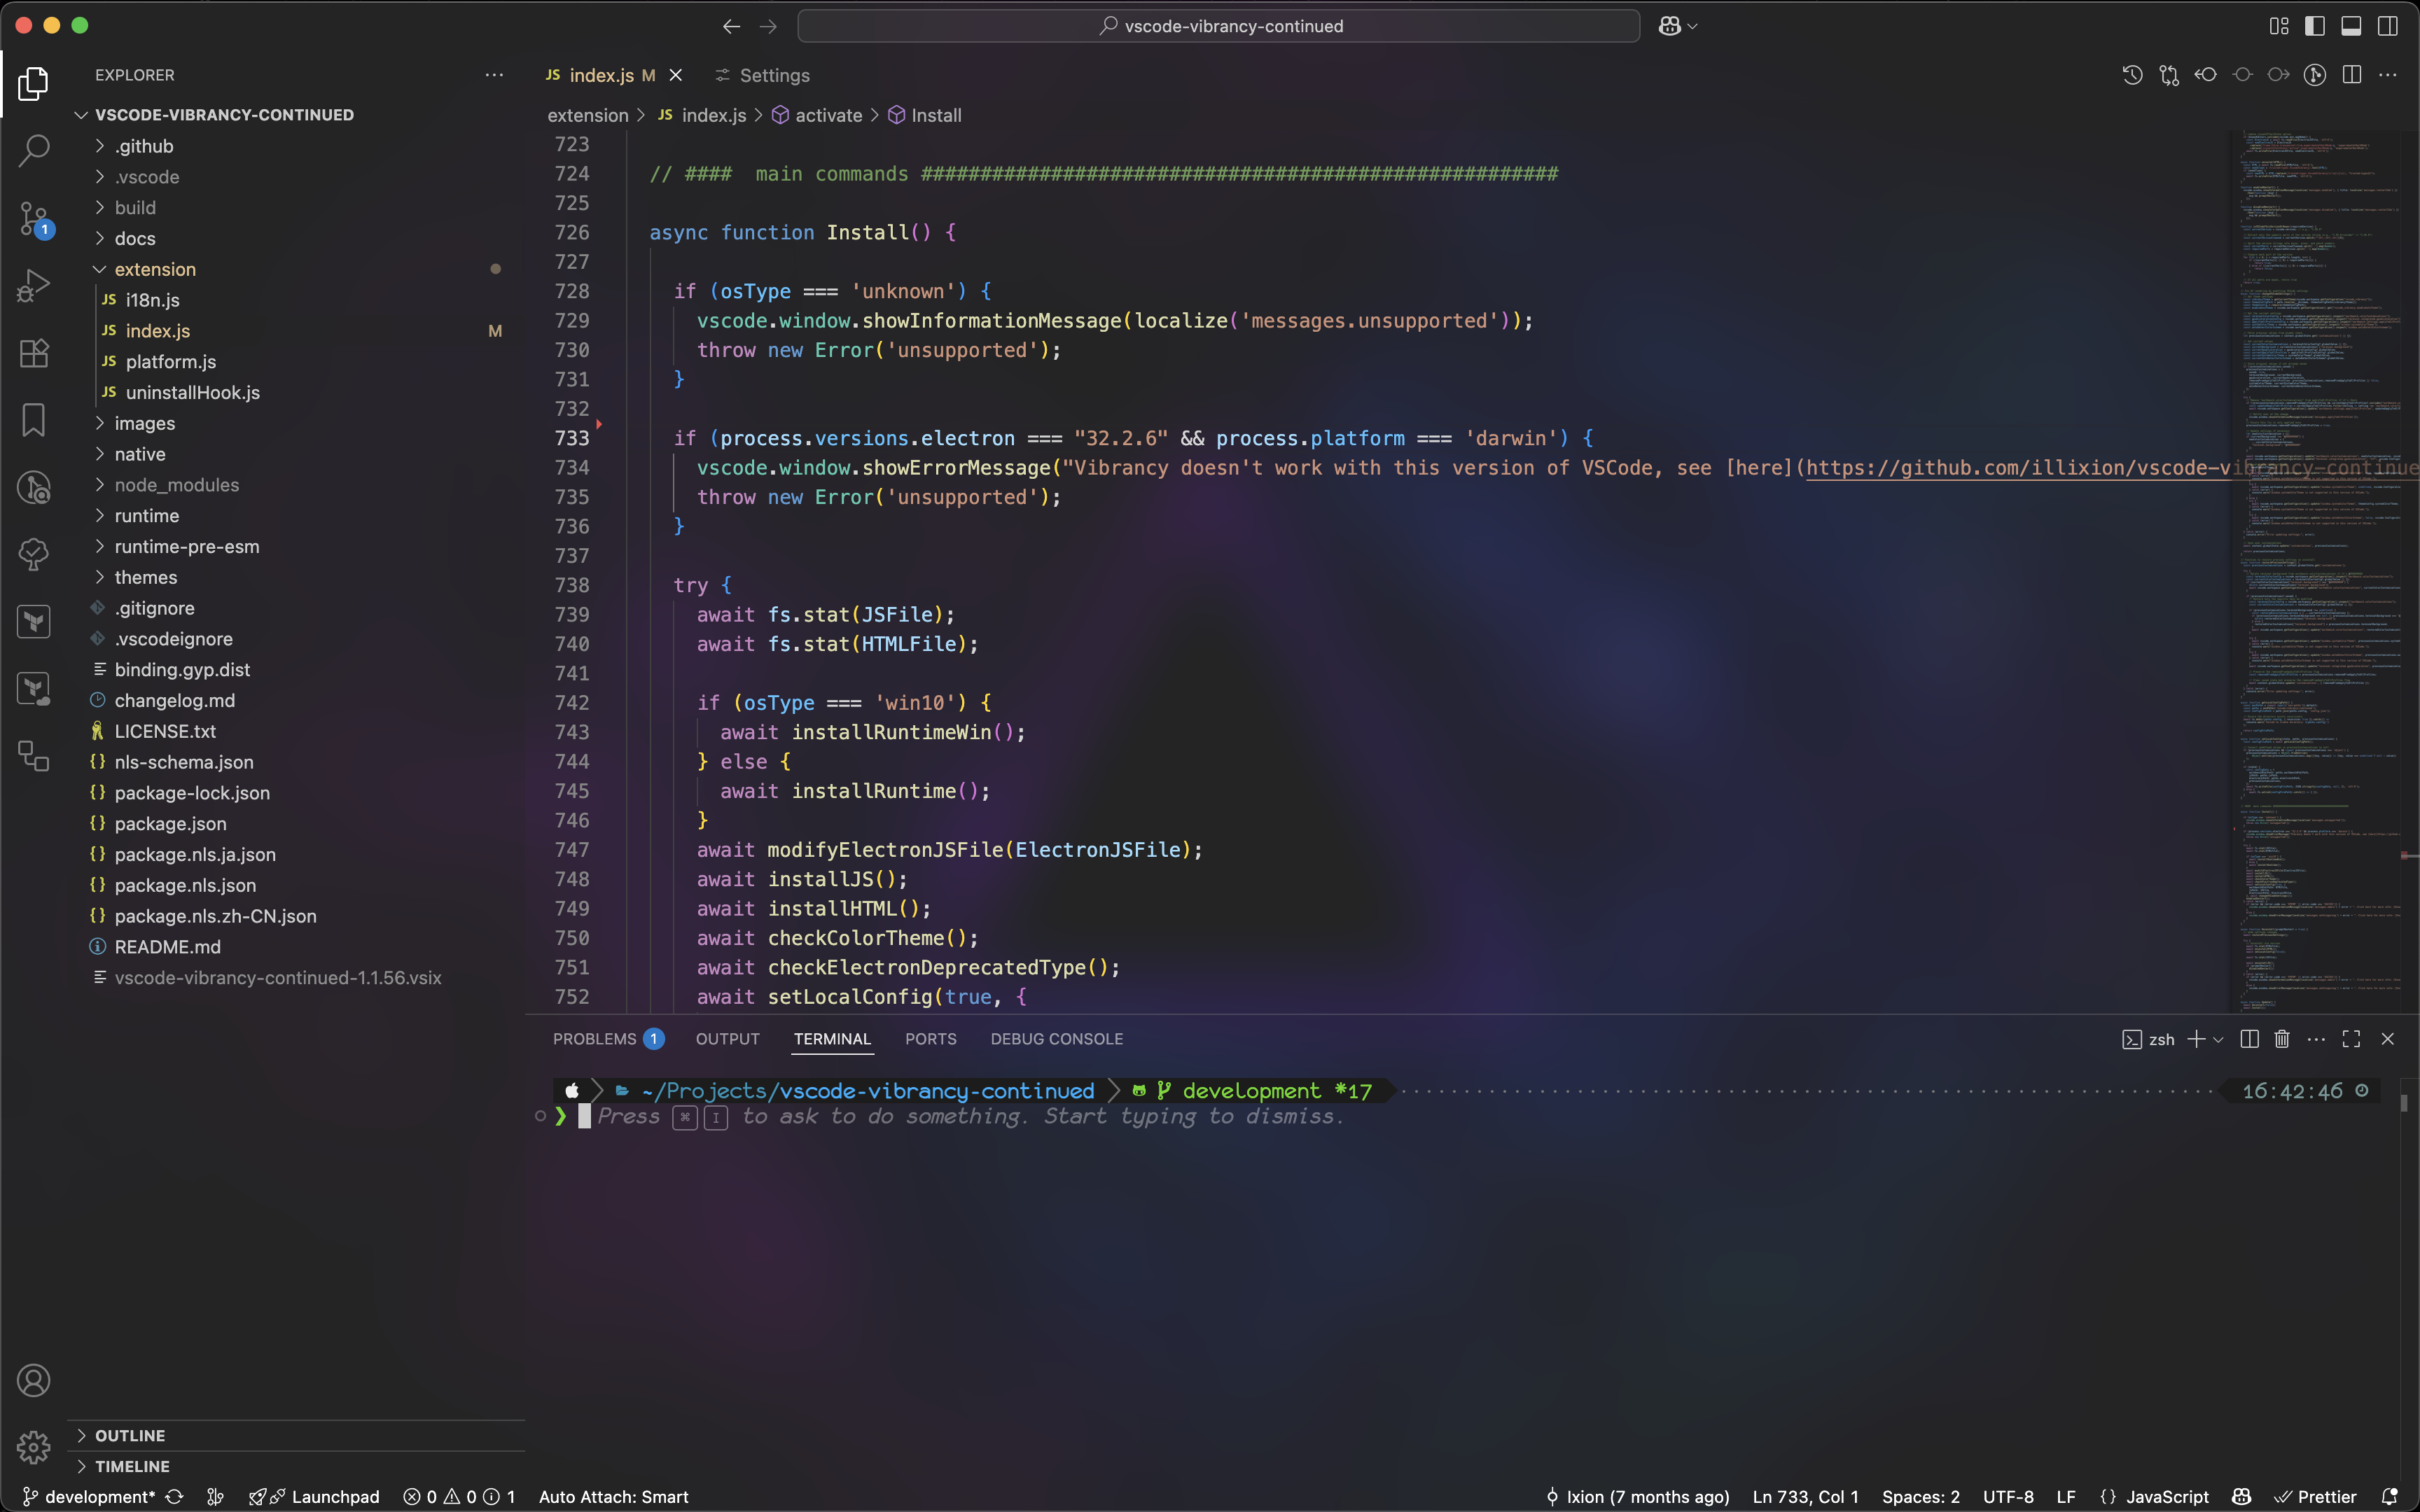 vscode-vibrancy-continued
EXPLORER
VSCODE-VIBRANCY-CONTINUED
.github
.vscode
build
docs
extension
JS i18n.js
JS index.js M
JS platform.js
JS uninstallHook.js
images
native
node_modules
runtime
runtime-pre-esm
themes
.gitignore
.vscodeignore
binding.gyp.dist
changelog.md
LICENSE.txt
{} nls-schema.json
{} package-lock.json
{} package.json
{} package.nls.ja.json
{} package.nls.json
{} package.nls.zh-CN.json
README.md
vscode-vibrancy-continued-1.1.56.vsix
OUTLINE
TIMELINE
1
JS index.js M Settings
extension > JS index.js > activate > Install
723
724 // ####  main commands ######################################################
725
726 async function Install() {
727
728 if (osType === 'unknown') {
729 vscode.window.showInformationMessage(localize('messages.unsupported'));
730 throw new Error('unsupported');
731 }
732
733 if (process.versions.electron === "32.2.6" && process.platform === 'darwin') {
734 vscode.window.showErrorMessage("Vibrancy doesn't work with this version of VSCode, see [here](https://github.com/illixion/vscode-vibrancy-continue
735 throw new Error('unsupported');
736 }
737
738 try {
739 await fs.stat(JSFile);
740 await fs.stat(HTMLFile);
741
742 if (osType === 'win10') {
743 await installRuntimeWin();
744 } else {
745 await installRuntime();
746 }
747 await modifyElectronJSFile(ElectronJSFile);
748 await installJS();
749 await installHTML();
750 await checkColorTheme();
751 await checkElectronDeprecatedType();
752 await setLocalConfig(true, {
PROBLEMS 1 OUTPUT TERMINAL PORTS DEBUG CONSOLE zsh
~/Projects/vscode-vibrancy-continued development *17 16:42:46
❯ Press ⌘ I to ask to do something. Start typing to dismiss.
development* Launchpad 0 0 1 Auto Attach: Smart Ixion (7 months ago) Ln 733, Col 1 Spaces: 2 UTF-8 LF {} JavaScript Prettier